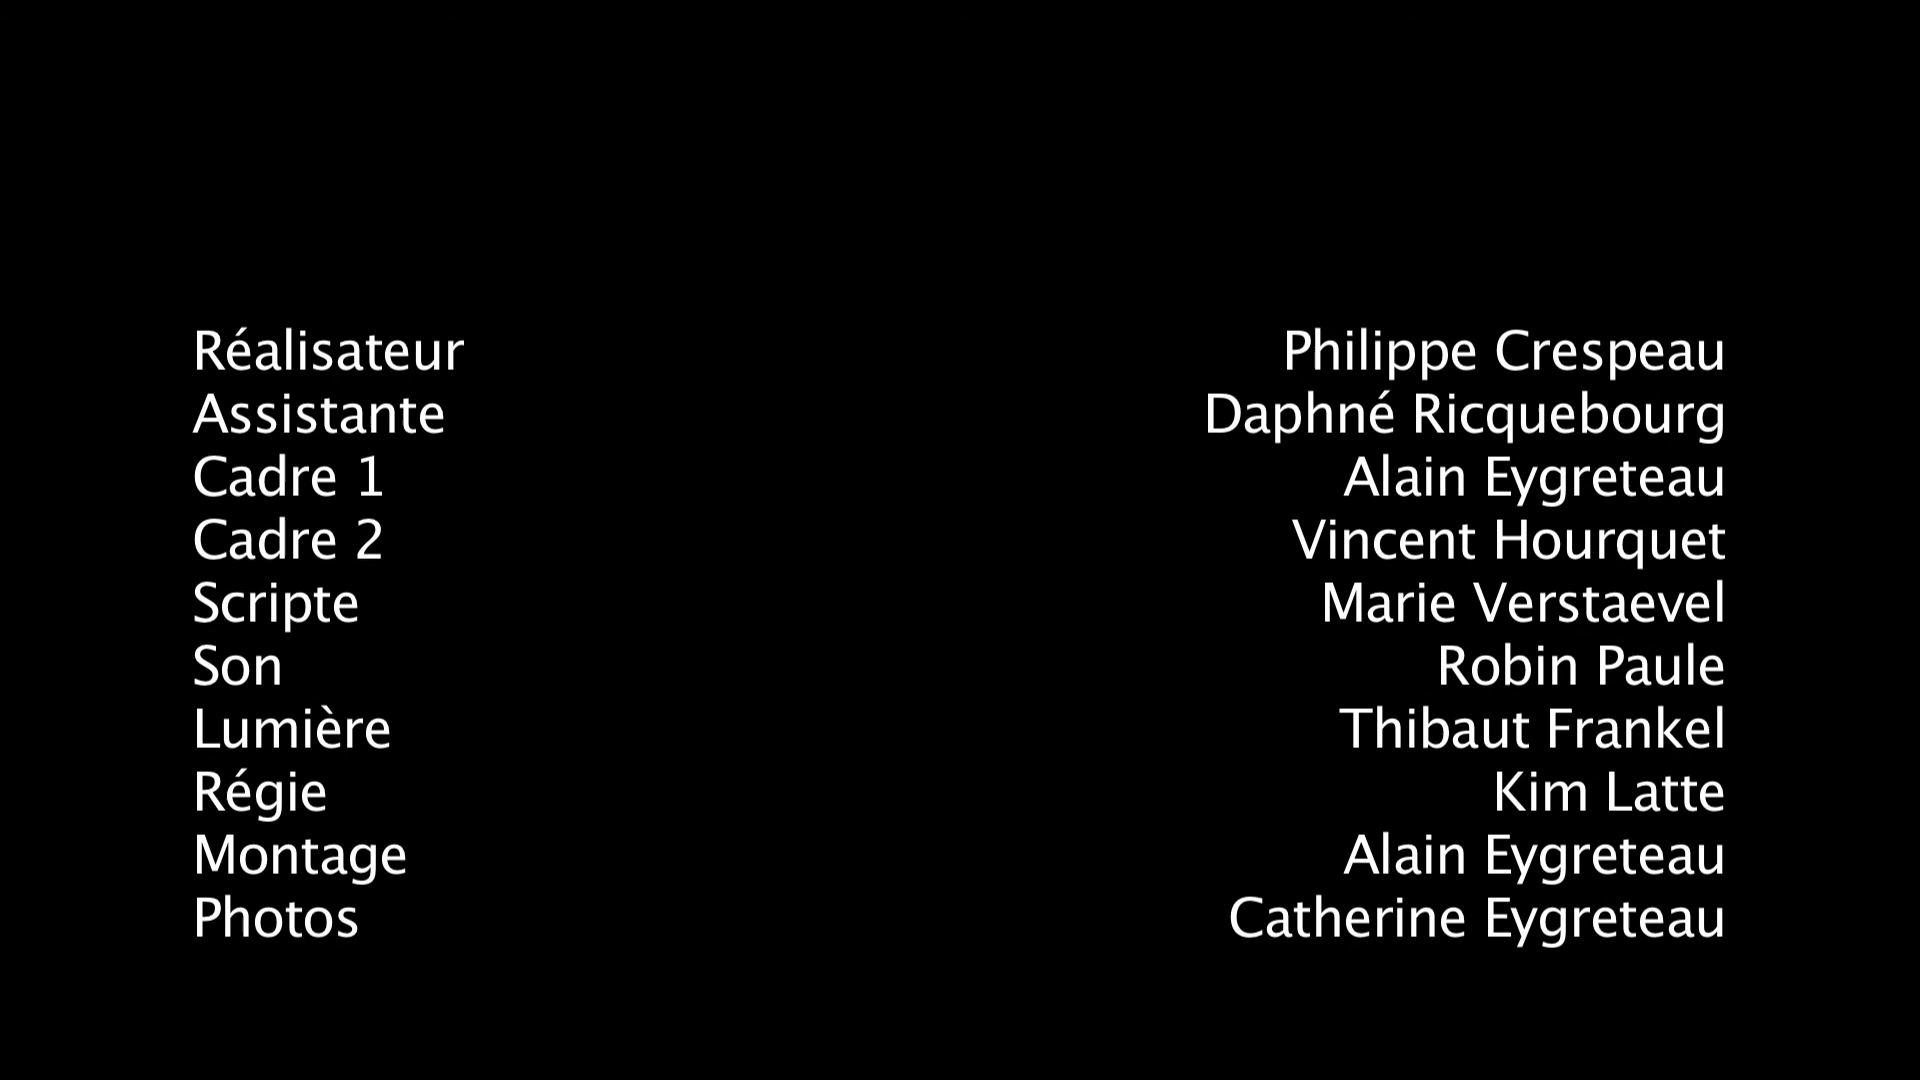 Réalisateur Philippe Crespeau
Assistante Daphné Ricquebourg
Cadre 1 Alain Eygreteau
Cadre 2 Vincent Hourquet
Scripte Marie Verstaevel
Son Robin Paule
Lumière Thibaut Frankel
Régie Kim Latte
Montage Alain Eygreteau
Photos Catherine Eygreteau